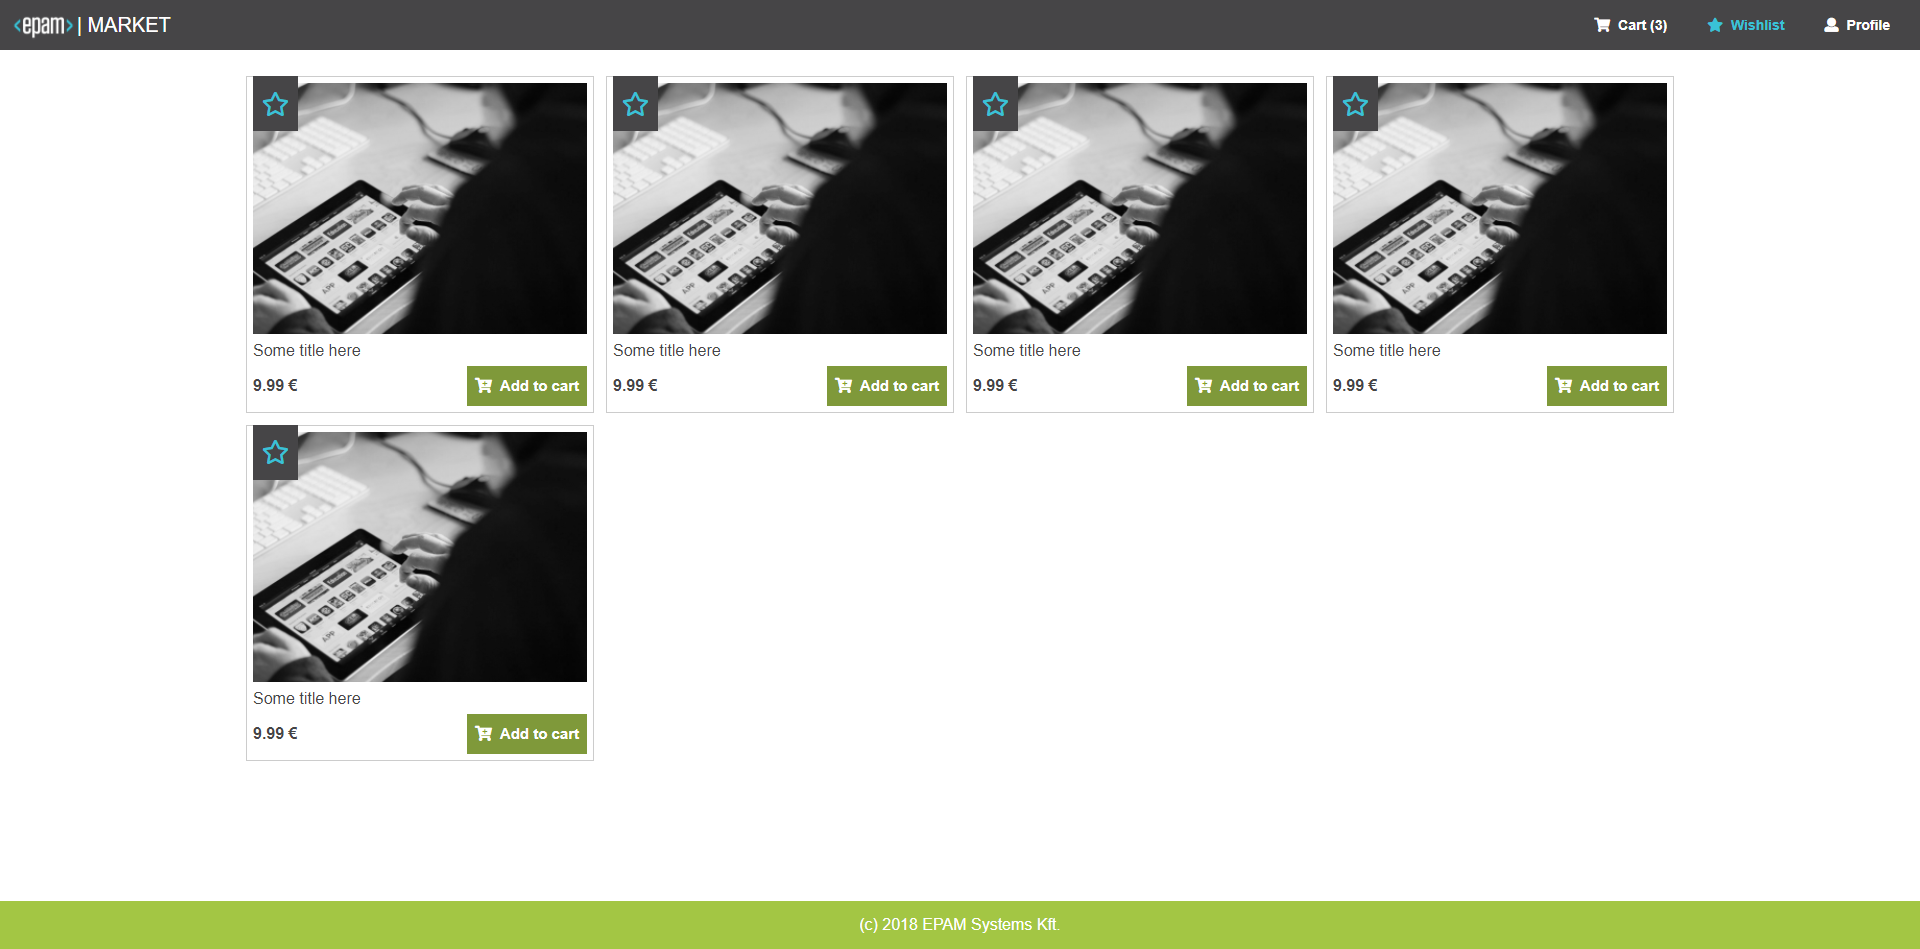 <epam> | MARKET
Cart (3)
Wishlist
Profile
Some title here
9.99 €
Add to cart
Some title here
9.99 €
Add to cart
Some title here
9.99 €
Add to cart
Some title here
9.99 €
Add to cart
Some title here
9.99 €
Add to cart
(c) 2018 EPAM Systems Kft.